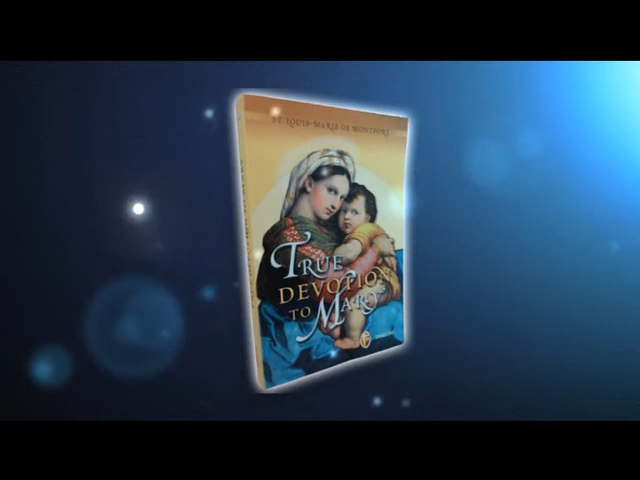 ST. LOUIS-MARIE DE MONTFORT
TRUE
DEVOTION
TO MARY